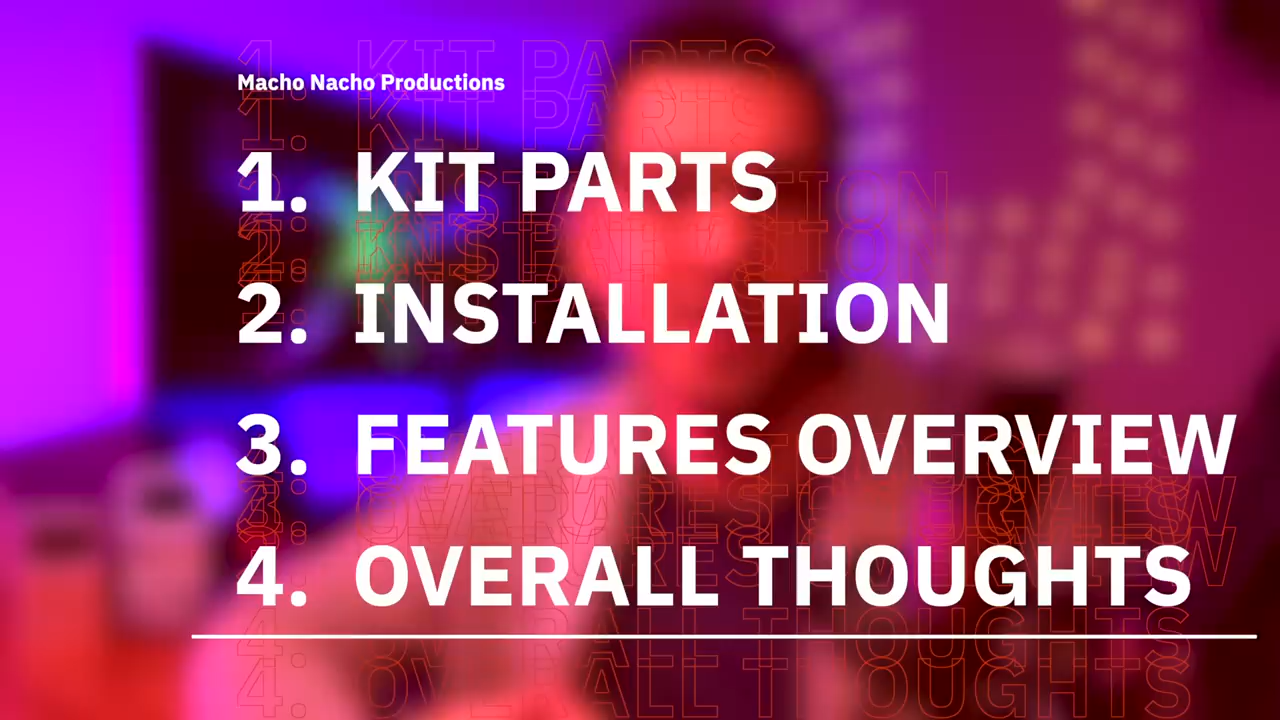 Macho Nacho Productions
1. KIT PARTS
2. INSTALLATION
3. FEATURES OVERVIEW
4. OVERALL THOUGHTS